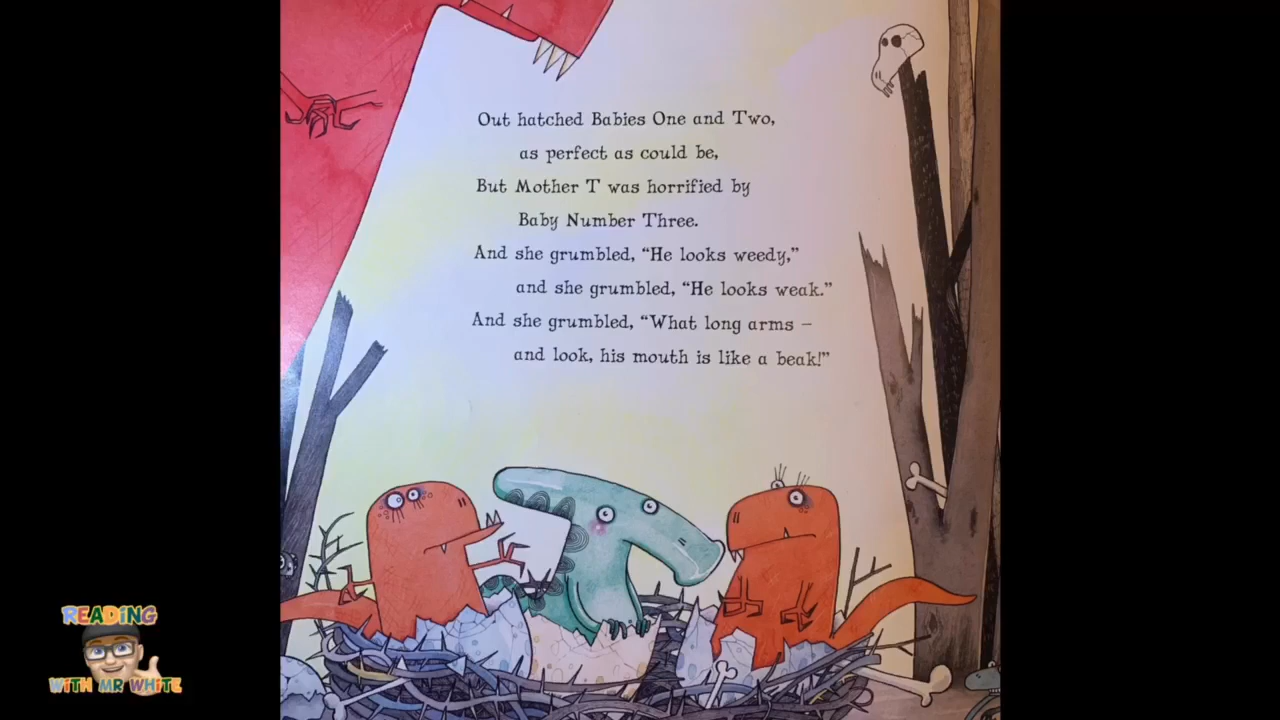 Out hatched Babies One and Two,
as perfect as could be,
But Mother T was horrified by
Baby Number Three.
And she grumbled, “He looks weedy,”
and she grumbled, “He looks weak.”
And she grumbled, “What long arms –
and look, his mouth is like a beak!”
READING
WITH MR WHITE